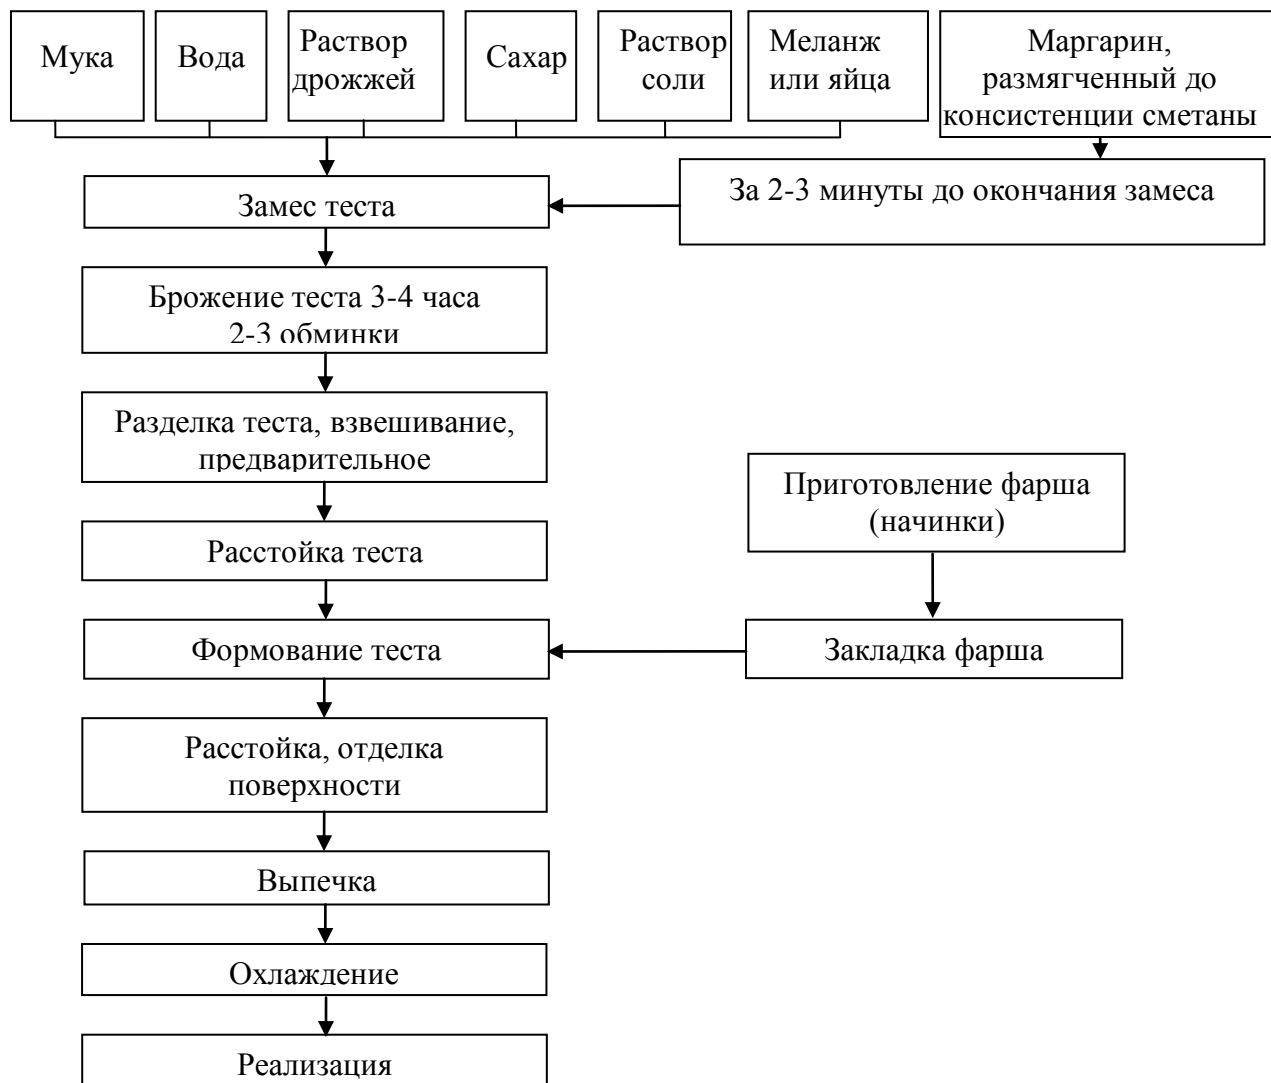 Мука
Вода
Раствор
дрожжей
Сахар
Раствор
соли
Меланж
или яйца
Маргарин,
размягченный до
консистенции сметаны
За 2-3 минуты до окончания замеса
Замес теста
Брожение теста 3-4 часа
2-3 обминки
Разделка теста, взвешивание,
предварительное
Приготовление фарша
(начинки)
Расстойка теста
Формование теста
Закладка фарша
Расстойка, отделка
поверхности
Выпечка
Охлаждение
Реализация